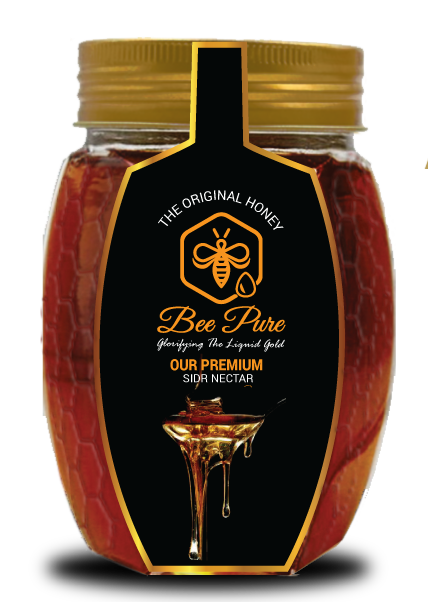 THE ORIGINAL HONEY
Bee Pure
Glorifying The Liquid Gold
OUR PREMIUM
SIDR NECTAR